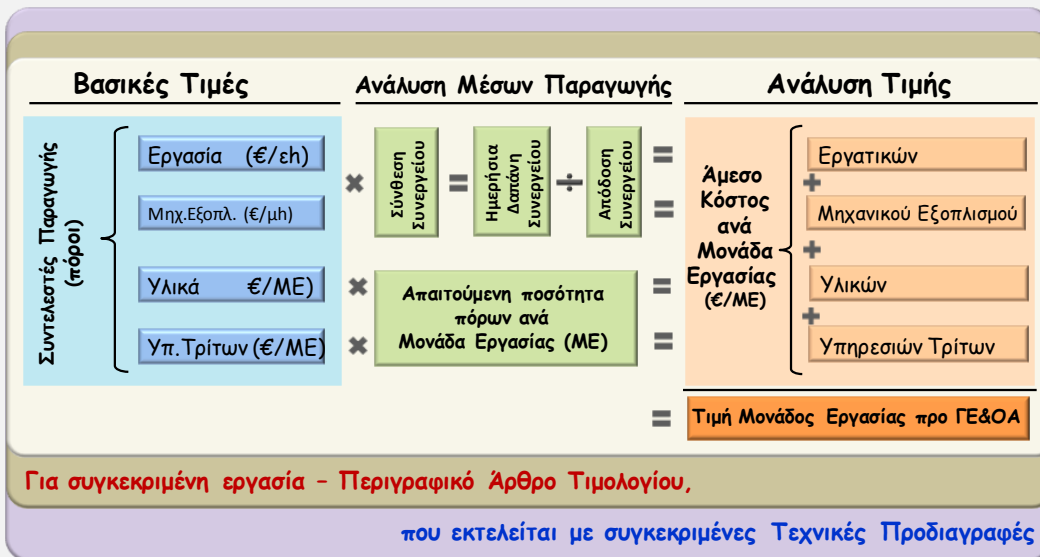 Βασικές Τιμές
Ανάλυση Μέσων Παραγωγής
Ανάλυση Τιμής
Συντελεστές Παραγωγής
(πόροι)
Εργασία (€/εh)
Μηχ.Εξοπλ. (€/μh)
Υλικά €/ΜΕ)
Υπ.Τρίτων (€/ΜΕ)
×
Σύνθεση
Συνεργείου
=
Ημερήσια
Δαπάνη
Συνεργείου
÷
Απόδοση
Συνεργείου
=
=
×
×
Απαιτούμενη ποσότητα
πόρων ανά
Μονάδα Εργασίας (ΜΕ)
=
=
Άμεσο
Κόστος
ανά
Μονάδα
Εργασίας
(€/ΜΕ)
Εργατικών
+
Μηχανικού Εξοπλισμού
+
Υλικών
+
Υπηρεσιών Τρίτων
=
Τιμή Μονάδος Εργασίας προ ΓΕ&ΟΑ
Για συγκεκριμένη εργασία – Περιγραφικό Άρθρο Τιμολογίου,
που εκτελείται με συγκεκριμένες Τεχνικές Προδιαγραφές